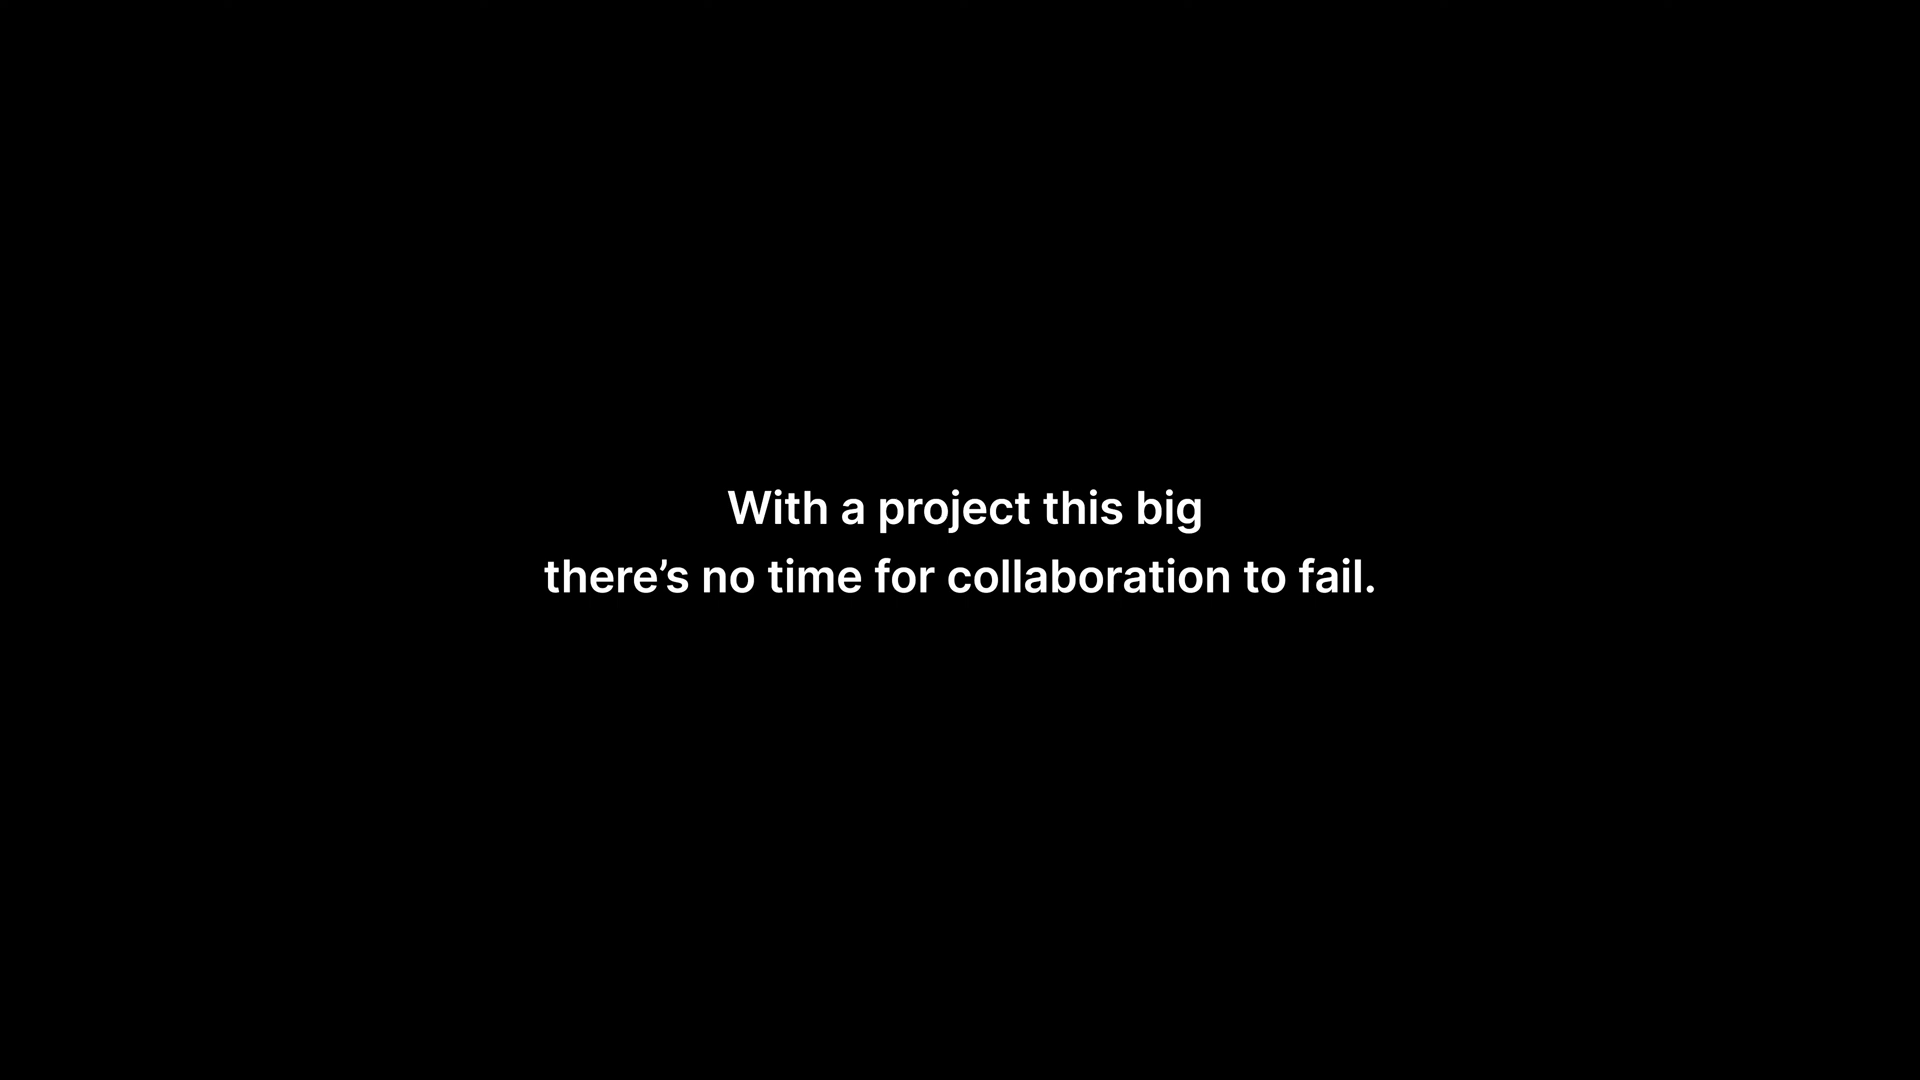 With a project this big
there’s no time for collaboration to fail.